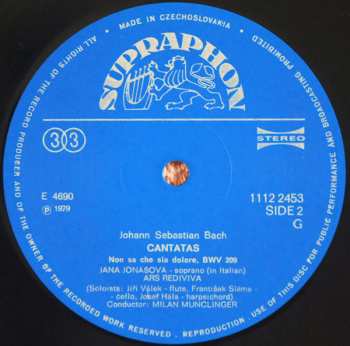 MADE IN CZECHOSLOVAKIA
ALL RIGHTS OF THE RECORD PRODUCER AND OF THE OWNER OF THE RECORDED WORK RESERVED. REPRODUCTION USE OF THIS DISC FOR PUBLIC PERFORMANCE AND BROADCASTING PROHIBITED
SUPRAPHON
33
STEREO
E 4690
℗ 1979
1112 2453
SIDE 2
G
Johann Sebastian Bach
CANTATAS
Non sa che sia dolore, BWV 209
JANA JONÁŠOVÁ - soprano (in Italian)
ARS REDIVIVA
(Soloists: Jiří Válek - flute, František Sláma -
cello, Josef Hála - harpsichord)
Conductor: MILAN MUNCLINGER